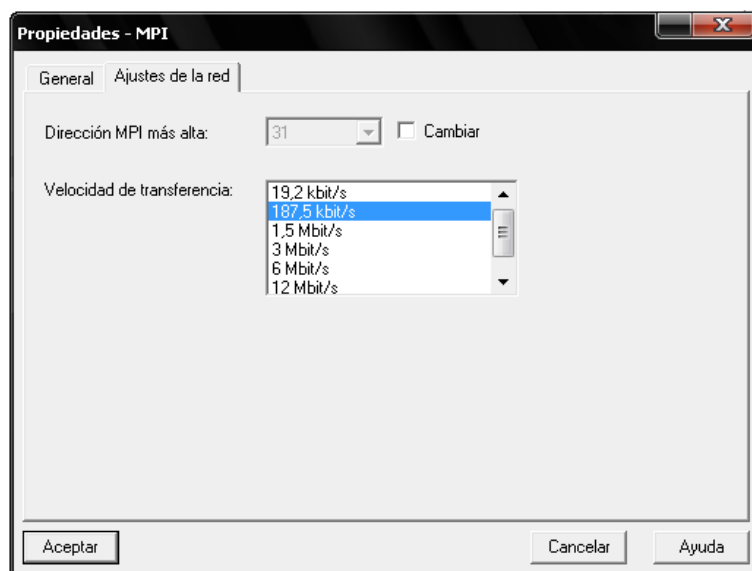 Propiedades - MPI
General
Ajustes de la red
Dirección MPI más alta:
31
Cambiar
Velocidad de transferencia:
19,2 kbit/s
187,5 kbit/s
1,5 Mbit/s
3 Mbit/s
6 Mbit/s
12 Mbit/s
Aceptar
Cancelar
Ayuda